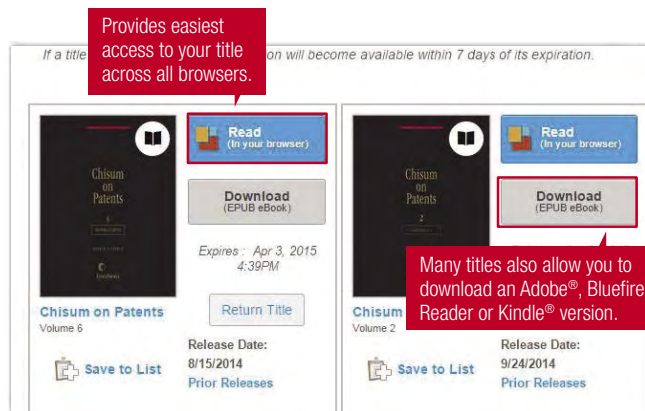 Provides easiest
access to your title
across all browsers.
If a title
on will become available within 7 days of its expiration.
Chisum
on
Patents
6
Read
(In your browser)
Download
(EPUB eBook)
Expires : Apr 3, 2015
4:39PM
Return Title
Chisum on Patents
Volume 6
Save to List
Release Date:
8/15/2014
Prior Releases
Chisum
on
Patents
2
Read
(In your browser)
Download
(EPUB eBook)
Many titles also allow you to
download an Adobe®, Bluefire
Reader or Kindle® version.
Chisum
Volume 2
Save to List
Release Date:
9/24/2014
Prior Releases